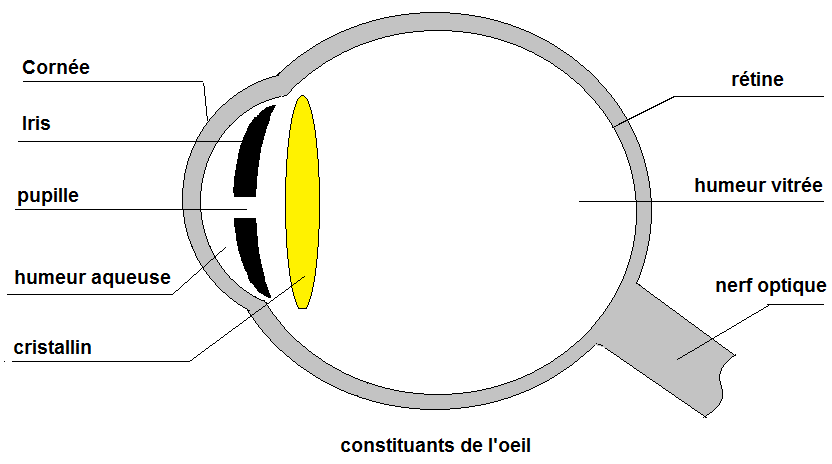 Cornée
Iris
pupille
humeur aqueuse
cristallin
rétine
humeur vitrée
nerf optique
constituants de l'oeil